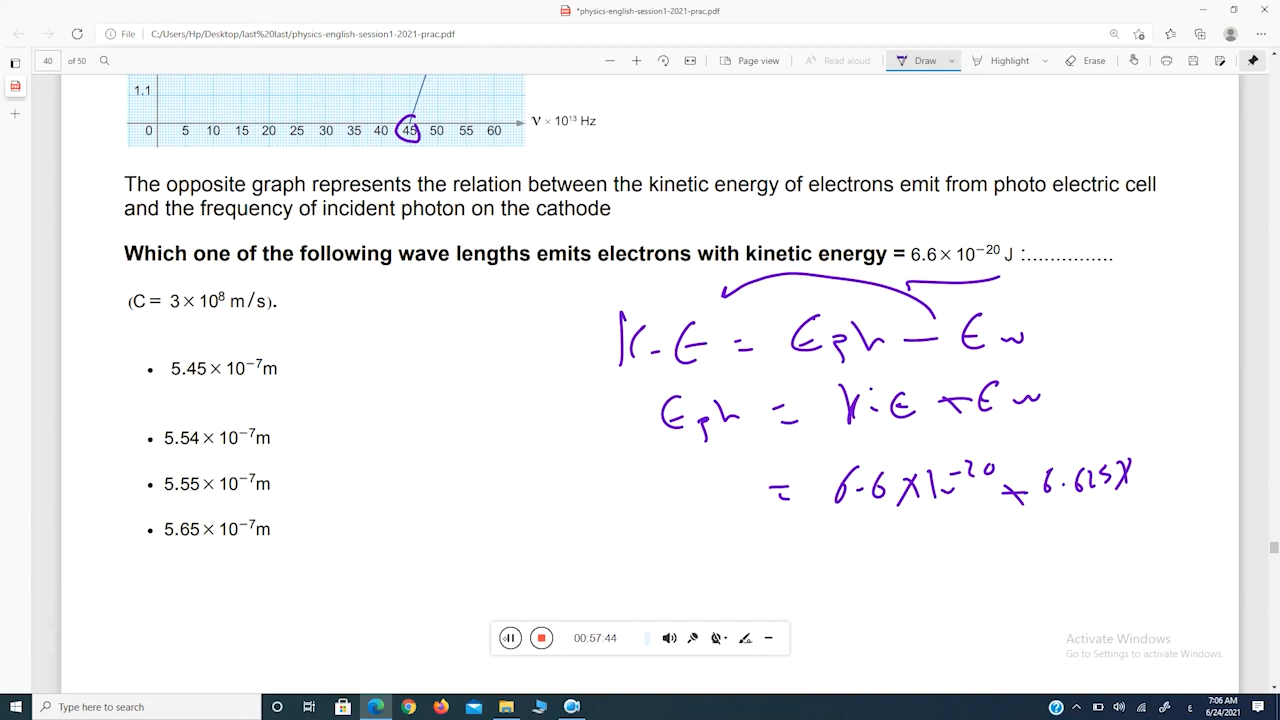 *physics-english-session1-2021-prac.pdf
File C:/Users/Hp/Desktop/last%20last/physics-english-session1-2021-prac.pdf
40 of 50 Page view Read aloud Draw Highlight Erase
1.1
0 5 10 15 20 25 30 35 40 45 50 55 60 ν × 10¹³ Hz
The opposite graph represents the relation between the kinetic energy of electrons emit from photo electric cell
and the frequency of incident photon on the cathode
Which one of the following wave lengths emits electrons with kinetic energy = 6.6 × 10⁻²⁰ J :...............
(C = 3 × 10⁸ m/s).
K.E = Eph - Ew
• 5.45 × 10⁻⁷m
Eph = K.E + Ew
• 5.54 × 10⁻⁷m
= 6.6 × 10⁻²⁰ + 6.625 ×
• 5.55 × 10⁻⁷m
• 5.65 × 10⁻⁷m
00:57:44
Activate Windows
Go to Settings to activate Windows.
Type here to search
7:06 AM
6/24/2021